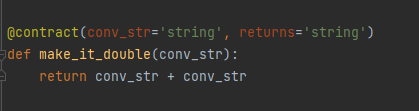 @contract(conv_str='string', returns='string')
def make_it_double(conv_str):
    return conv_str + conv_str